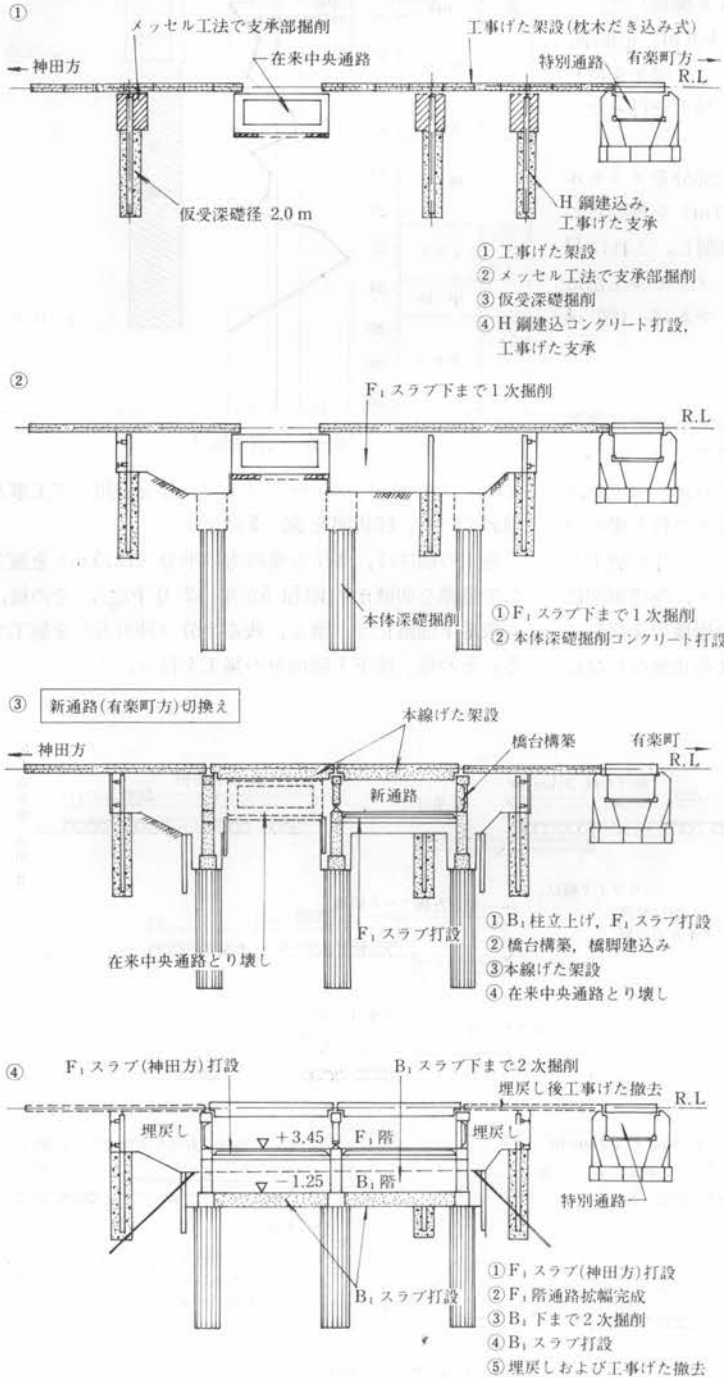 ①
メッセル工法で支承部掘削
工事げた架設(枕木だき込み式)
神田方
在来中央通路
特別通路
有楽町方
R.L
仮受深礎径 2.0m
H鋼建込み,
工事げた支承
①工事げた架設
②メッセル工法で支承部掘削
③仮受深礎掘削
④H鋼建込コンクリート打設,
工事げた支承
②
F₁スラブ下まで1次掘削
R.L
本体深礎掘削
①F₁スラブ下まで1次掘削
②本体深礎掘削コンクリート打設
③ 新通路(有楽町方)切換え
本線げた架設
神田方
橋台構築
有楽町
R.L
新通路
F₁スラブ打設
在来中央通路とり壊し
①B₁柱立上げ, F₁スラブ打設
②橋台構築, 橋脚建込み
③本線げた架設
④在来中央通路とり壊し
④
F₁スラブ(神田方)打設
B₁スラブ下まで2次掘削
埋戻し後工事げた撤去
R.L
埋戻し
+3.45
F₁階
埋戻し
−1.25
B₁階
特別通路
B₁スラブ打設
①F₁スラブ(神田方)打設
②F₁階通路拡幅完成
③B₁下まで2次掘削
④B₁スラブ打設
⑤埋戻しおよび工事げた撤去